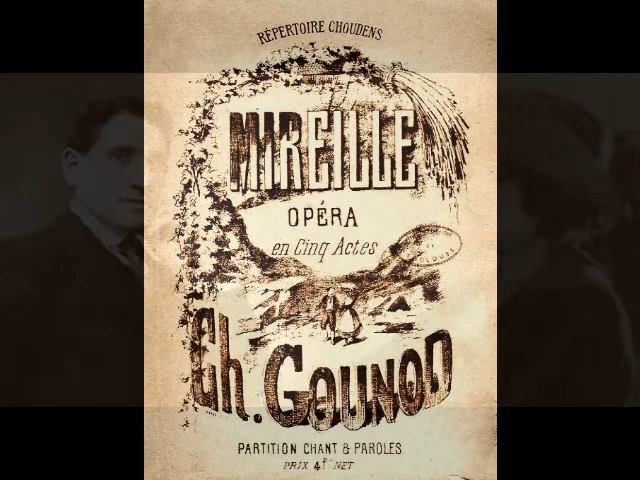 RÉPERTOIRE CHOUDENS
MIREILLE
OPÉRA
en Cinq Actes
Ch. GOUNOD
PARTITION CHANT & PAROLES
PRIX 4f NET